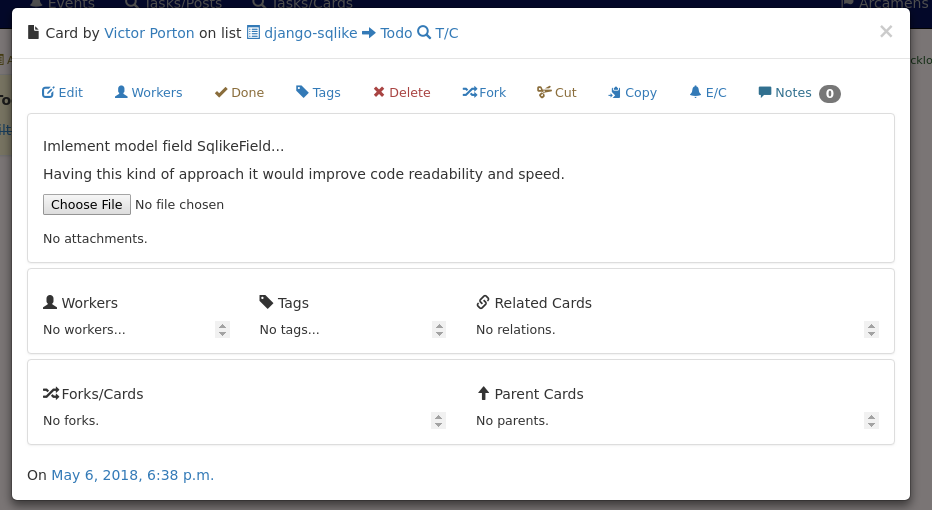 Events Tasks/Posts Tasks/Cards Arcamens
Card by Victor Porton on list django-sqlike Todo T/C ×
Edit Workers Done Tags Delete Fork Cut Copy E/C Notes 0
Imlement model field SqlikeField...
Having this kind of approach it would improve code readability and speed.
Choose File No file chosen
No attachments.
Workers Tags Related Cards
No workers... No tags... No relations.
Forks/Cards Parent Cards
No forks. No parents.
On May 6, 2018, 6:38 p.m.